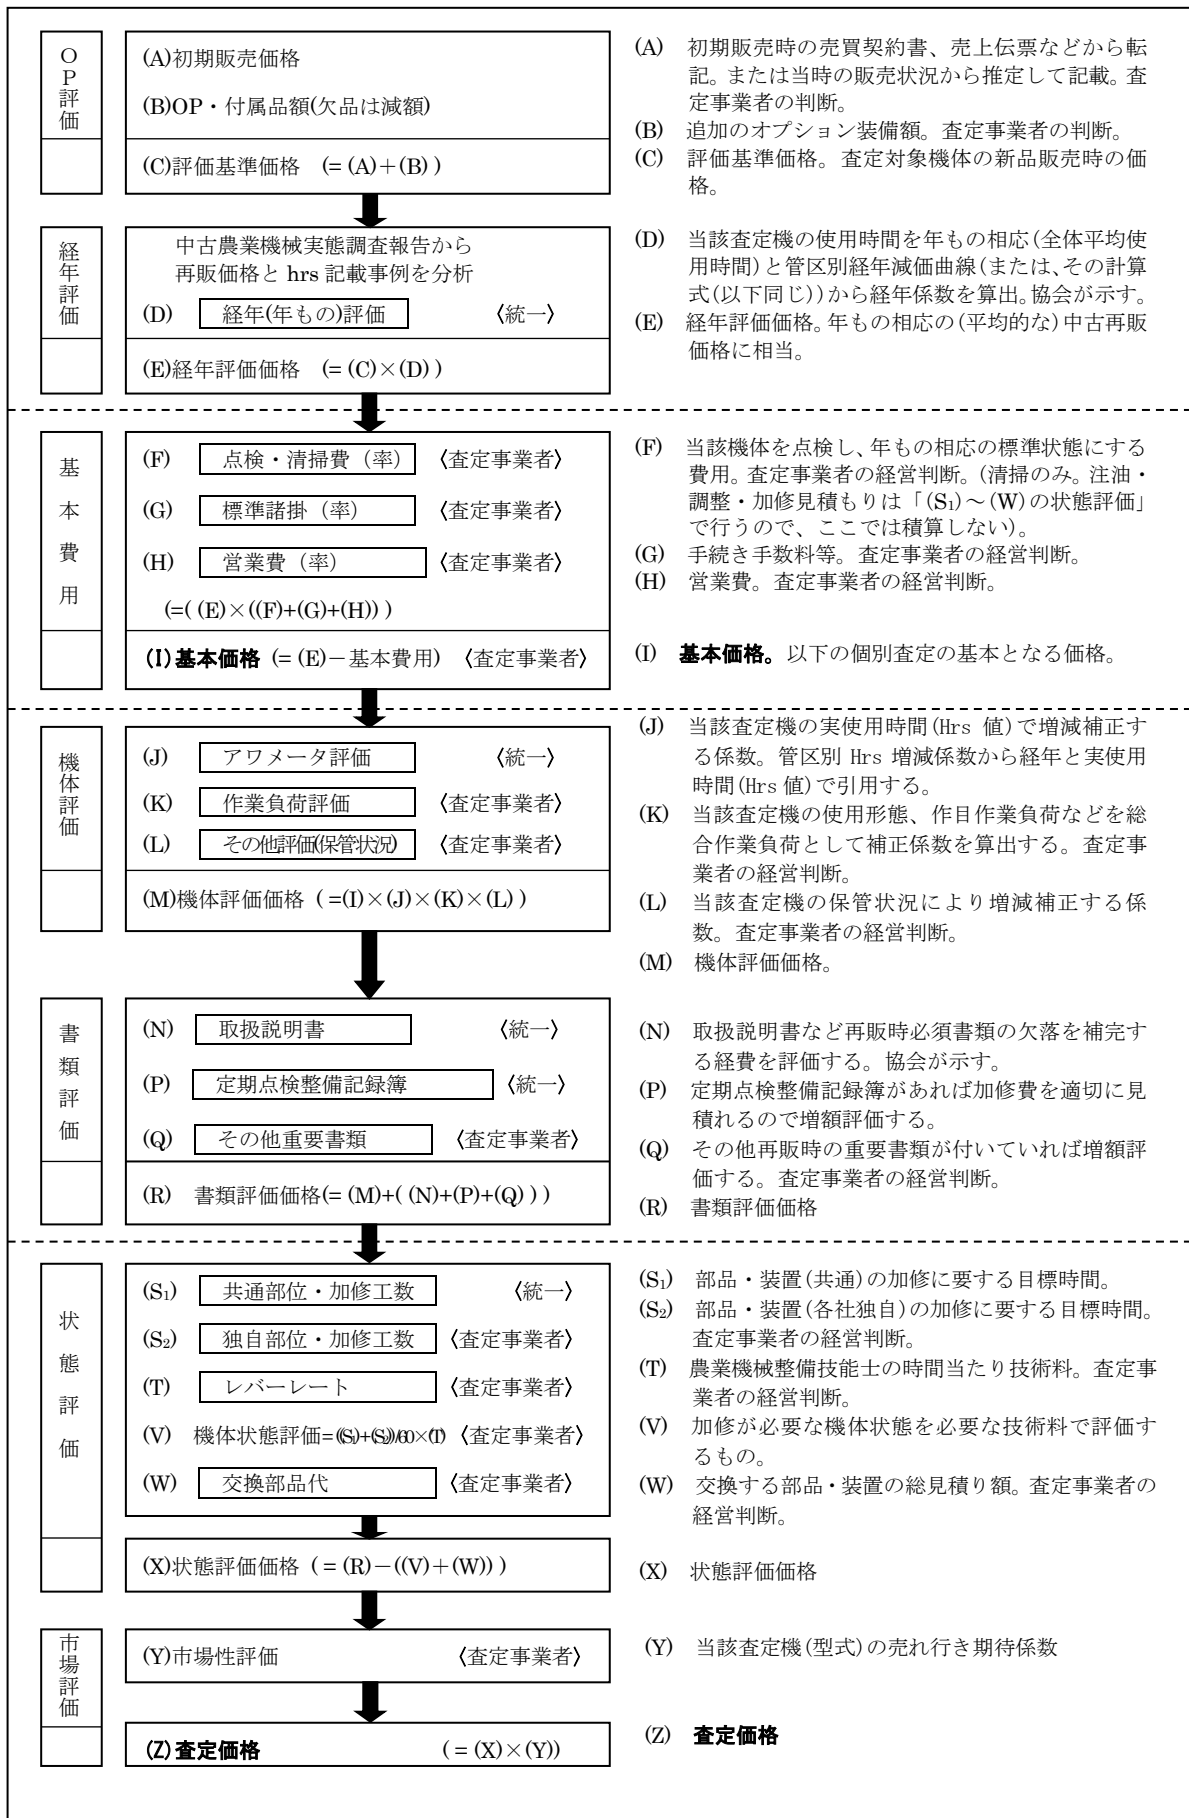 OP評価
(A)初期販売価格
(B)OP・付属品額(欠品は減額)
(C)評価基準価格 (= (A)＋(B) )
(A) 初期販売時の売買契約書、売上伝票などから転
記。または当時の販売状況から推定して記載。査
定事業者の判断。
(B) 追加のオプション装備額。査定事業者の判断。
(C) 評価基準価格。査定対象機体の新品販売時の価
格。
経年評価
中古農業機械実態調査報告から
再販価格と hrs 記載事例を分析
(D) 経年(年もの)評価 〈統一〉
(E)経年評価価格 (= (C)×(D) )
(D) 当該査定機の使用時間を年もの相応(全体平均使
用時間)と管区別経年減価曲線(または、その計算
式(以下同じ))から経年係数を算出。協会が示す。
(E) 経年評価価格。年もの相応の(平均的な)中古再販
価格に相当。
基本費用
(F) 点検・清掃費（率） 〈査定事業者〉
(G) 標準諸掛（率） 〈査定事業者〉
(H) 営業費（率） 〈査定事業者〉
(=( (E)×((F)+(G)+(H)) )
(I)基本価格 (= (E)－基本費用) 〈査定事業者〉
(F) 当該機体を点検し、年もの相応の標準状態にする
費用。査定事業者の経営判断。(清掃のみ。注油・
調整・加修見積もりは「(S₁)～(W)の状態評価」
で行うので、ここでは積算しない)。
(G) 手続き手数料等。査定事業者の経営判断。
(H) 営業費。査定事業者の経営判断。
(I) 基本価格。以下の個別査定の基本となる価格。
機体評価
(J) アワメータ評価 〈統一〉
(K) 作業負荷評価 〈査定事業者〉
(L) その他評価(保管状況) 〈査定事業者〉
(M)機体評価価格 ( =(I)×(J)×(K)×(L) )
(J) 当該査定機の実使用時間(Hrs 値)で増減補正す
る係数。管区別 Hrs 増減係数から経年と実使用
時間(Hrs 値)で引用する。
(K) 当該査定機の使用形態、作目作業負荷などを総
合作業負荷として補正係数を算出する。査定事
業者の経営判断。
(L) 当該査定機の保管状況により増減補正する係
数。査定事業者の経営判断。
(M) 機体評価価格。
書類評価
(N) 取扱説明書 〈統一〉
(P) 定期点検整備記録簿 〈統一〉
(Q) その他重要書類 〈査定事業者〉
(R) 書類評価価格(= (M)+( (N)+(P)+(Q) ) )
(N) 取扱説明書など再販時必須書類の欠落を補完す
る経費を評価する。協会が示す。
(P) 定期点検整備記録簿があれば加修費を適切に見
積れるので増額評価する。
(Q) その他再販時の重要書類が付いていれば増額評
価する。査定事業者の経営判断。
(R) 書類評価価格
状態評価
(S₁) 共通部位・加修工数 〈統一〉
(S₂) 独自部位・加修工数 〈査定事業者〉
(T) レバーレート 〈査定事業者〉
(V) 機体状態評価=((S₁)+(S₂))/60×(T) 〈査定事業者〉
(W) 交換部品代 〈査定事業者〉
(X)状態評価価格 ( = (R)－((V)＋(W)) )
(S₁) 部品・装置(共通)の加修に要する目標時間。
(S₂) 部品・装置(各社独自)の加修に要する目標時間。
査定事業者の経営判断。
(T) 農業機械整備技能士の時間当たり技術料。査定事
業者の経営判断。
(V) 加修が必要な機体状態を必要な技術料で評価す
るもの。
(W) 交換する部品・装置の総見積り額。査定事業者の
経営判断。
(X) 状態評価価格
市場評価
(Y)市場性評価 〈査定事業者〉
(Z)査定価格 ( = (X)×(Y))
(Y) 当該査定機(型式)の売れ行き期待係数
(Z) 査定価格